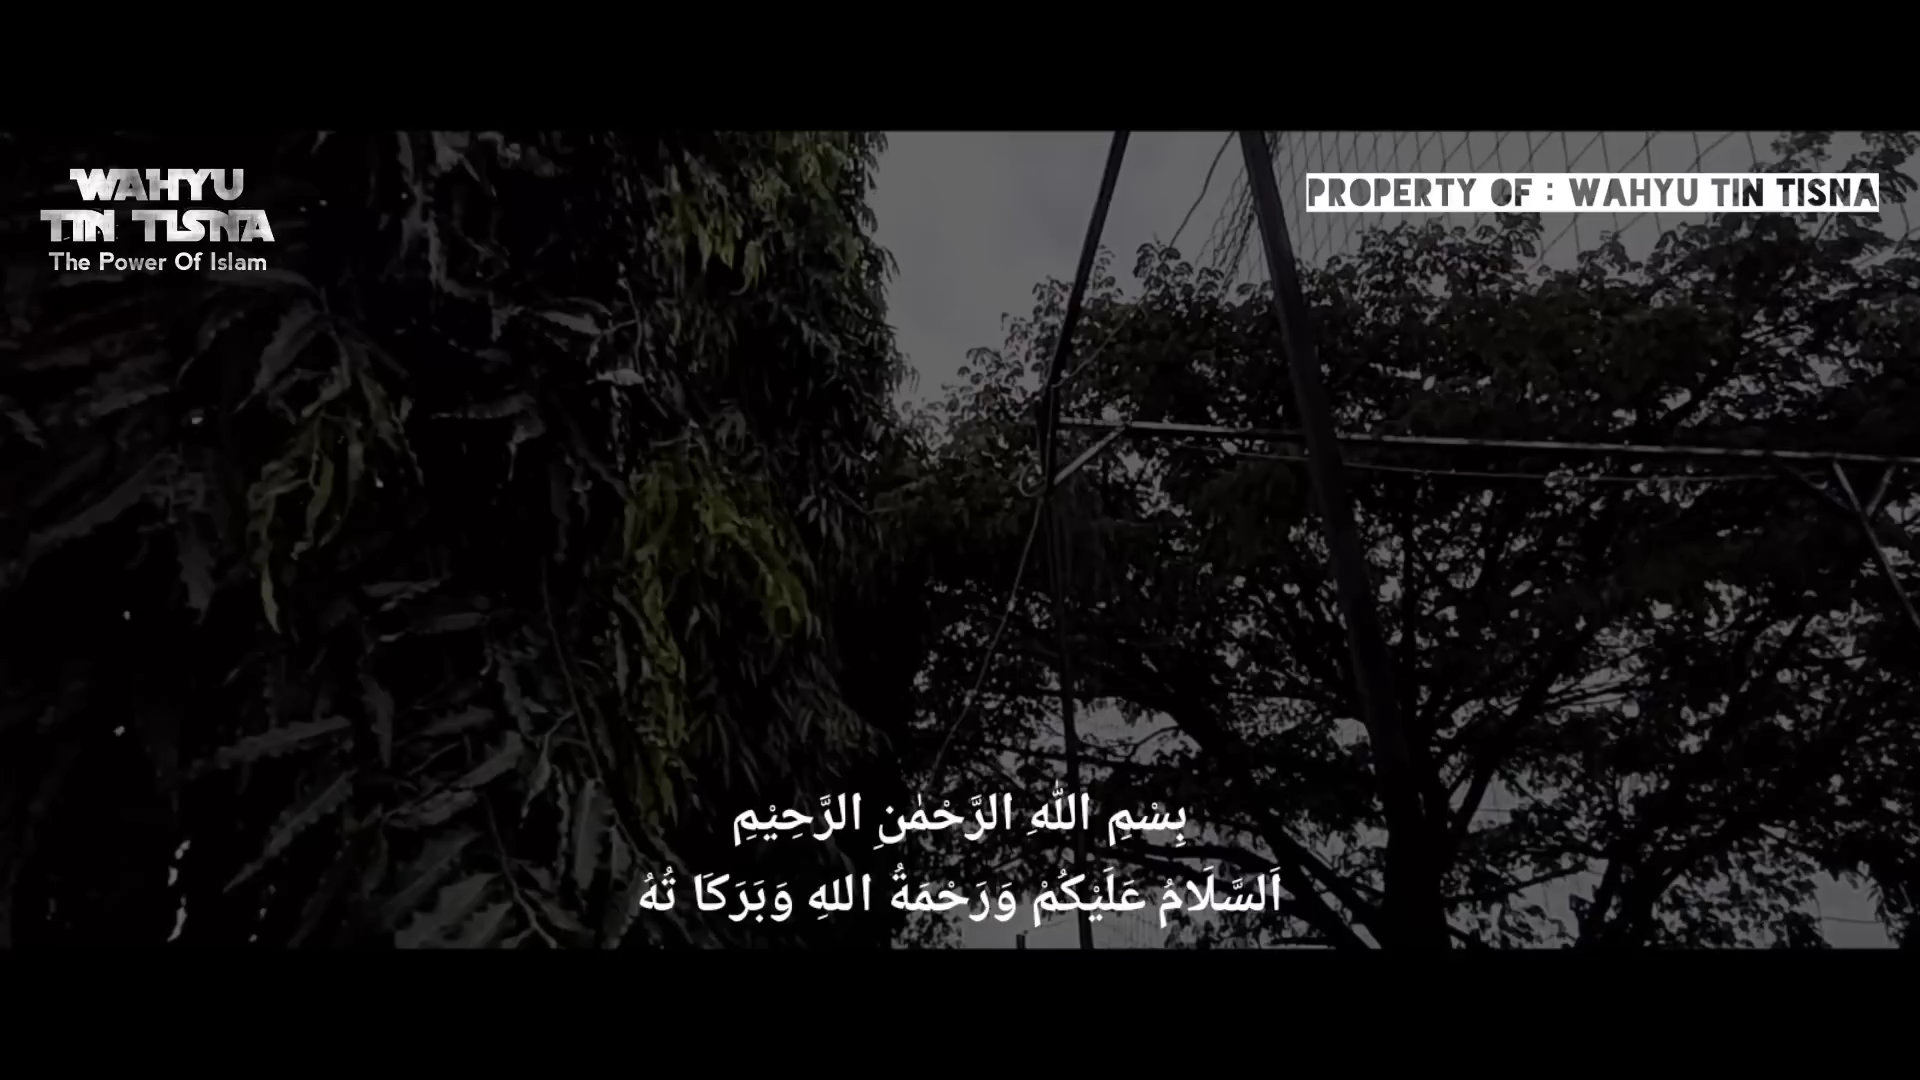 WAHYU
TIN TISNA
The Power Of Islam
PROPERTY OF : WAHYU TIN TISNA
بِسْمِ اللّٰهِ الرَّحْمٰنِ الرَّحِيْمِ
اَلسَّلَامُ عَلَيْكُمْ وَرَحْمَةُ اللهِ وَبَرَكَا تُهُ